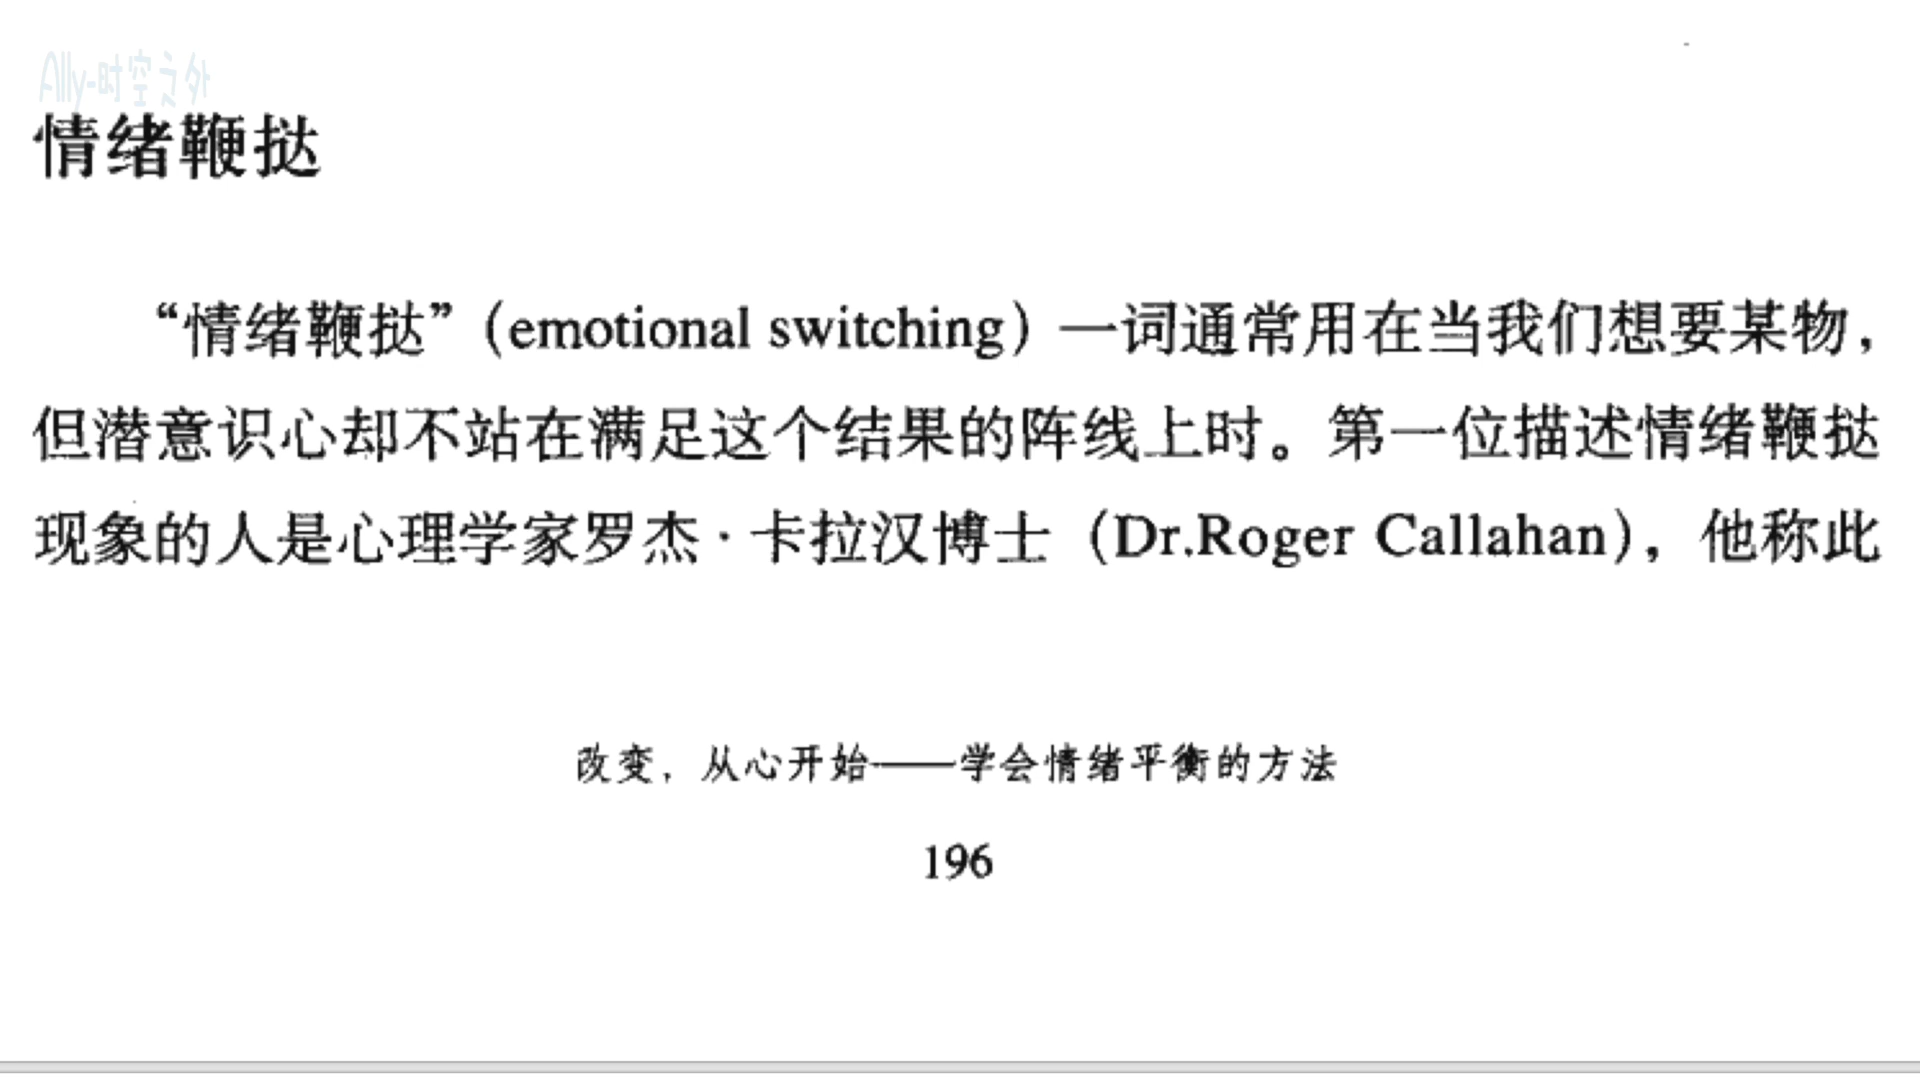 Ally-时空之外
情绪鞭挞
“情绪鞭挞”（emotional switching）一词通常用在当我们想要某物，
但潜意识心却不站在满足这个结果的阵线上时。第一位描述情绪鞭挞
现象的人是心理学家罗杰·卡拉汉博士（Dr.Roger Callahan），他称此
改变，从心开始——学会情绪平衡的方法
196